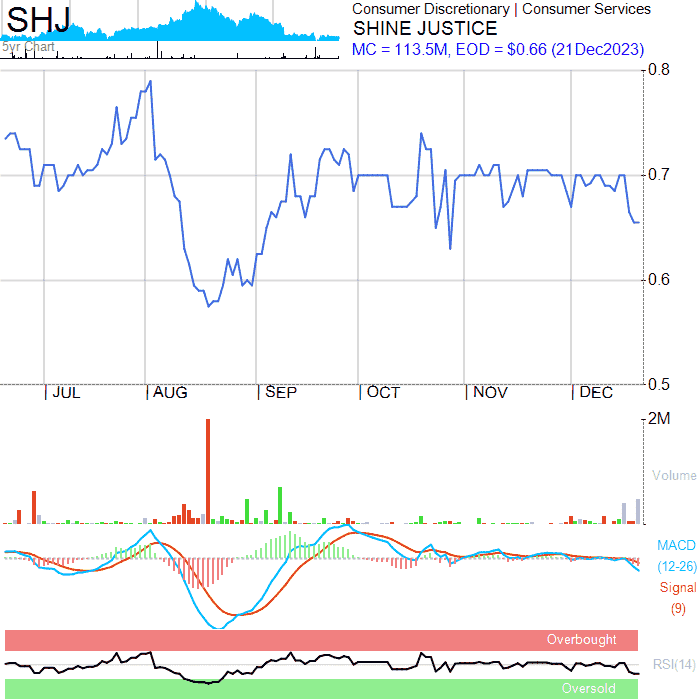 SHJ
Consumer Discretionary | Consumer Services
SHINE JUSTICE
5yr Chart
MC = 113.5M, EOD = $0.66 (21Dec2023)
0.8
0.7
0.6
0.5
JUL AUG SEP OCT NOV DEC
2M
Volume
MACD
(12-26)
Signal
(9)
Overbought
RSI(14)
Oversold